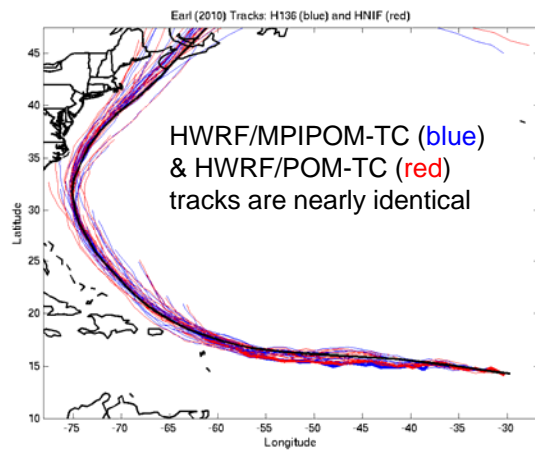 Earl (2010) Tracks: H136 (blue) and HNIF (red)
HWRF/MPIPOM-TC (blue)
& HWRF/POM-TC (red)
tracks are nearly identical
Latitude
45
40
35
30
25
20
15
10
-75 -70 -65 -60 -55 -50 -45 -40 -35 -30 -27
Longitude